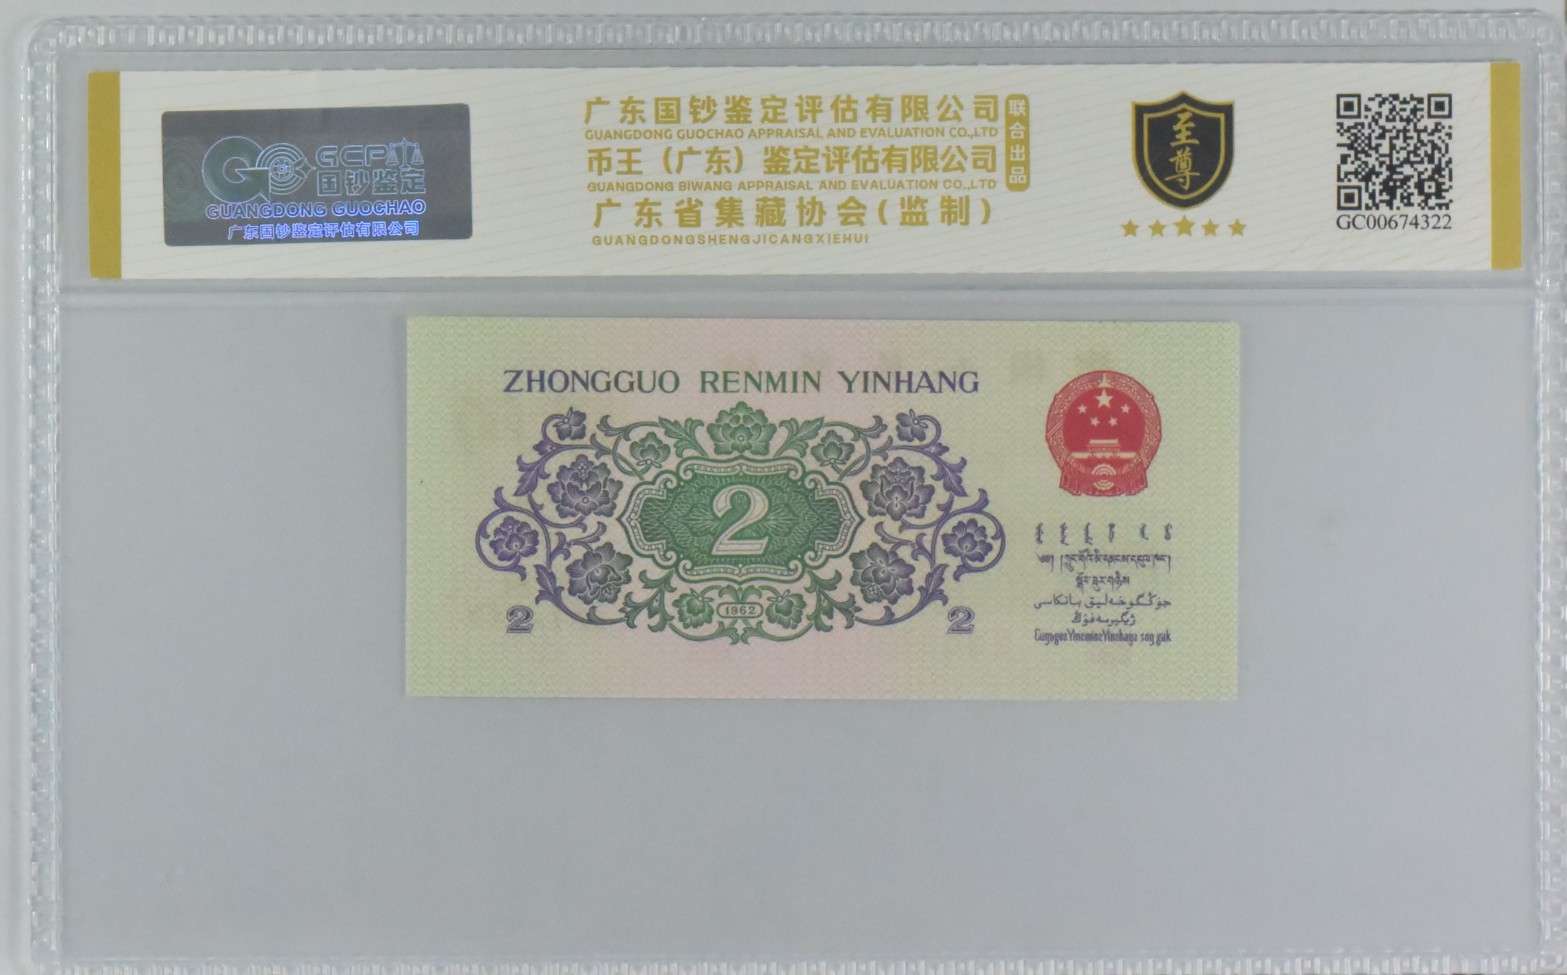 GCP
国钞鉴定
GUANGDONG GUOCHAO
广东国钞鉴定评估有限公司
广东国钞鉴定评估有限公司
GUANGDONG GUOCHAO APPRAISAL AND EVALUATION CO.,LTD
币王（广东）鉴定评估有限公司
GUANGDONG BIWANG APPRAISAL AND EVALUATION CO.,LTD
广东省集藏协会(监制)
GUANGDONGSHENGJICANGXIEHUI
联合出品
至尊
GC00674322
ZHONGGUO RENMIN YINHANG
2
1962
2
2